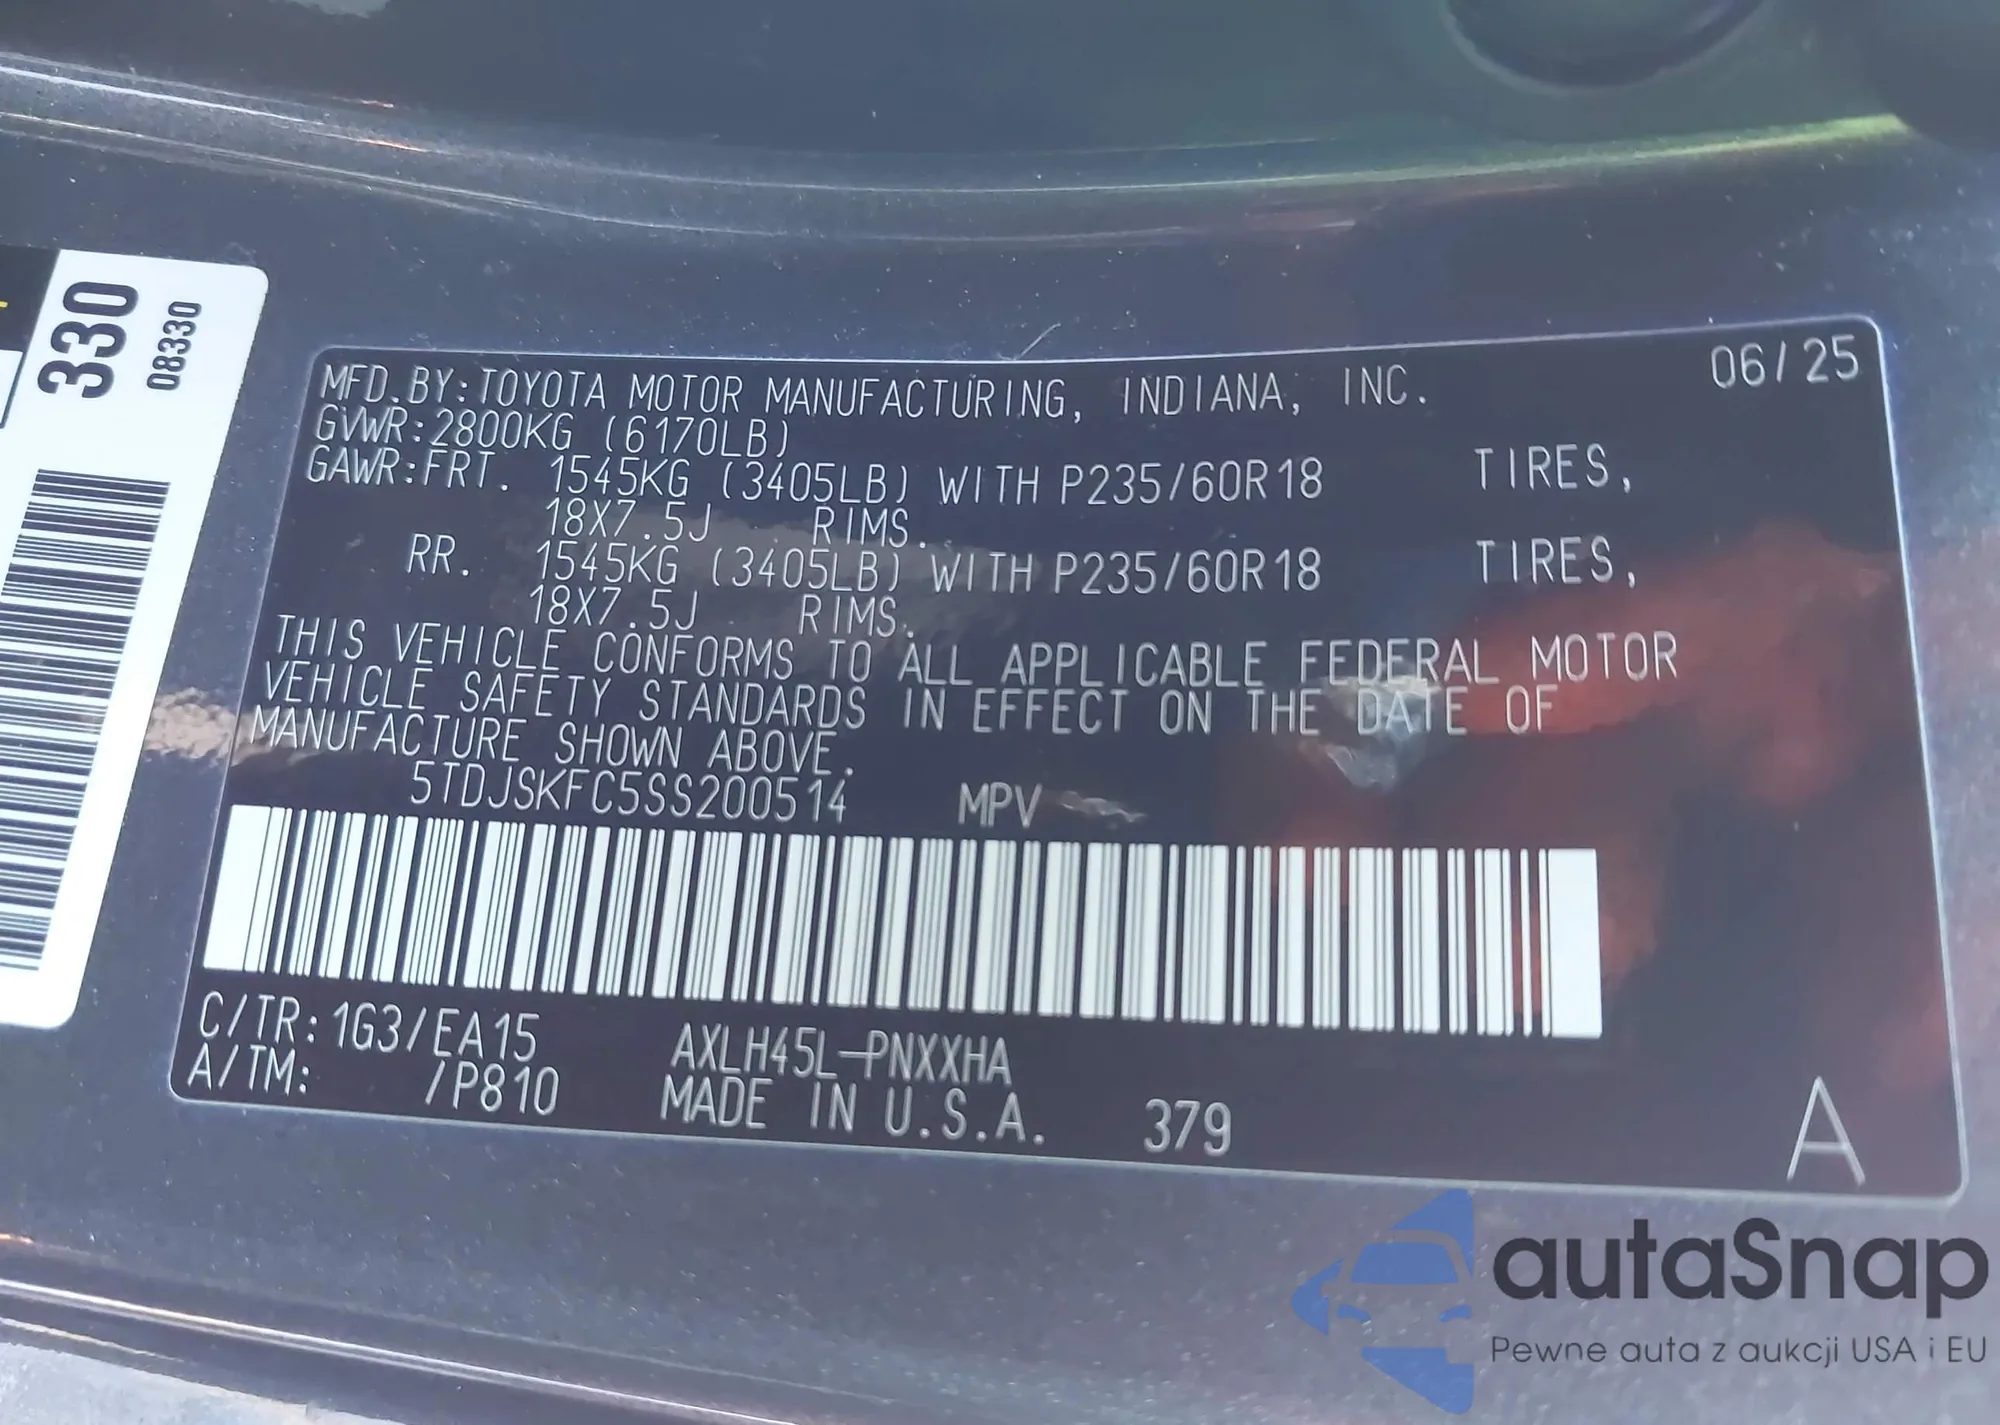 330
08330
06/25
MFD.BY:TOYOTA MOTOR MANUFACTURING, INDIANA, INC.
GVWR:2800KG (6170LB)
GAWR:FRT. 1545KG (3405LB) WITH P235/60R18 TIRES,
18X7.5J RIMS.
RR. 1545KG (3405LB) WITH P235/60R18 TIRES,
18X7.5J RIMS.
THIS VEHICLE CONFORMS TO ALL APPLICABLE FEDERAL MOTOR
VEHICLE SAFETY STANDARDS IN EFFECT ON THE DATE OF
MANUFACTURE SHOWN ABOVE.
5TDJSKFC5SS200514 MPV
C/TR:1G3/EA15 AXLH45L-PNXXHA
A/TM: /P810 MADE IN U.S.A. 379
A
autaSnap
Pewne auta z aukcji USA i EU